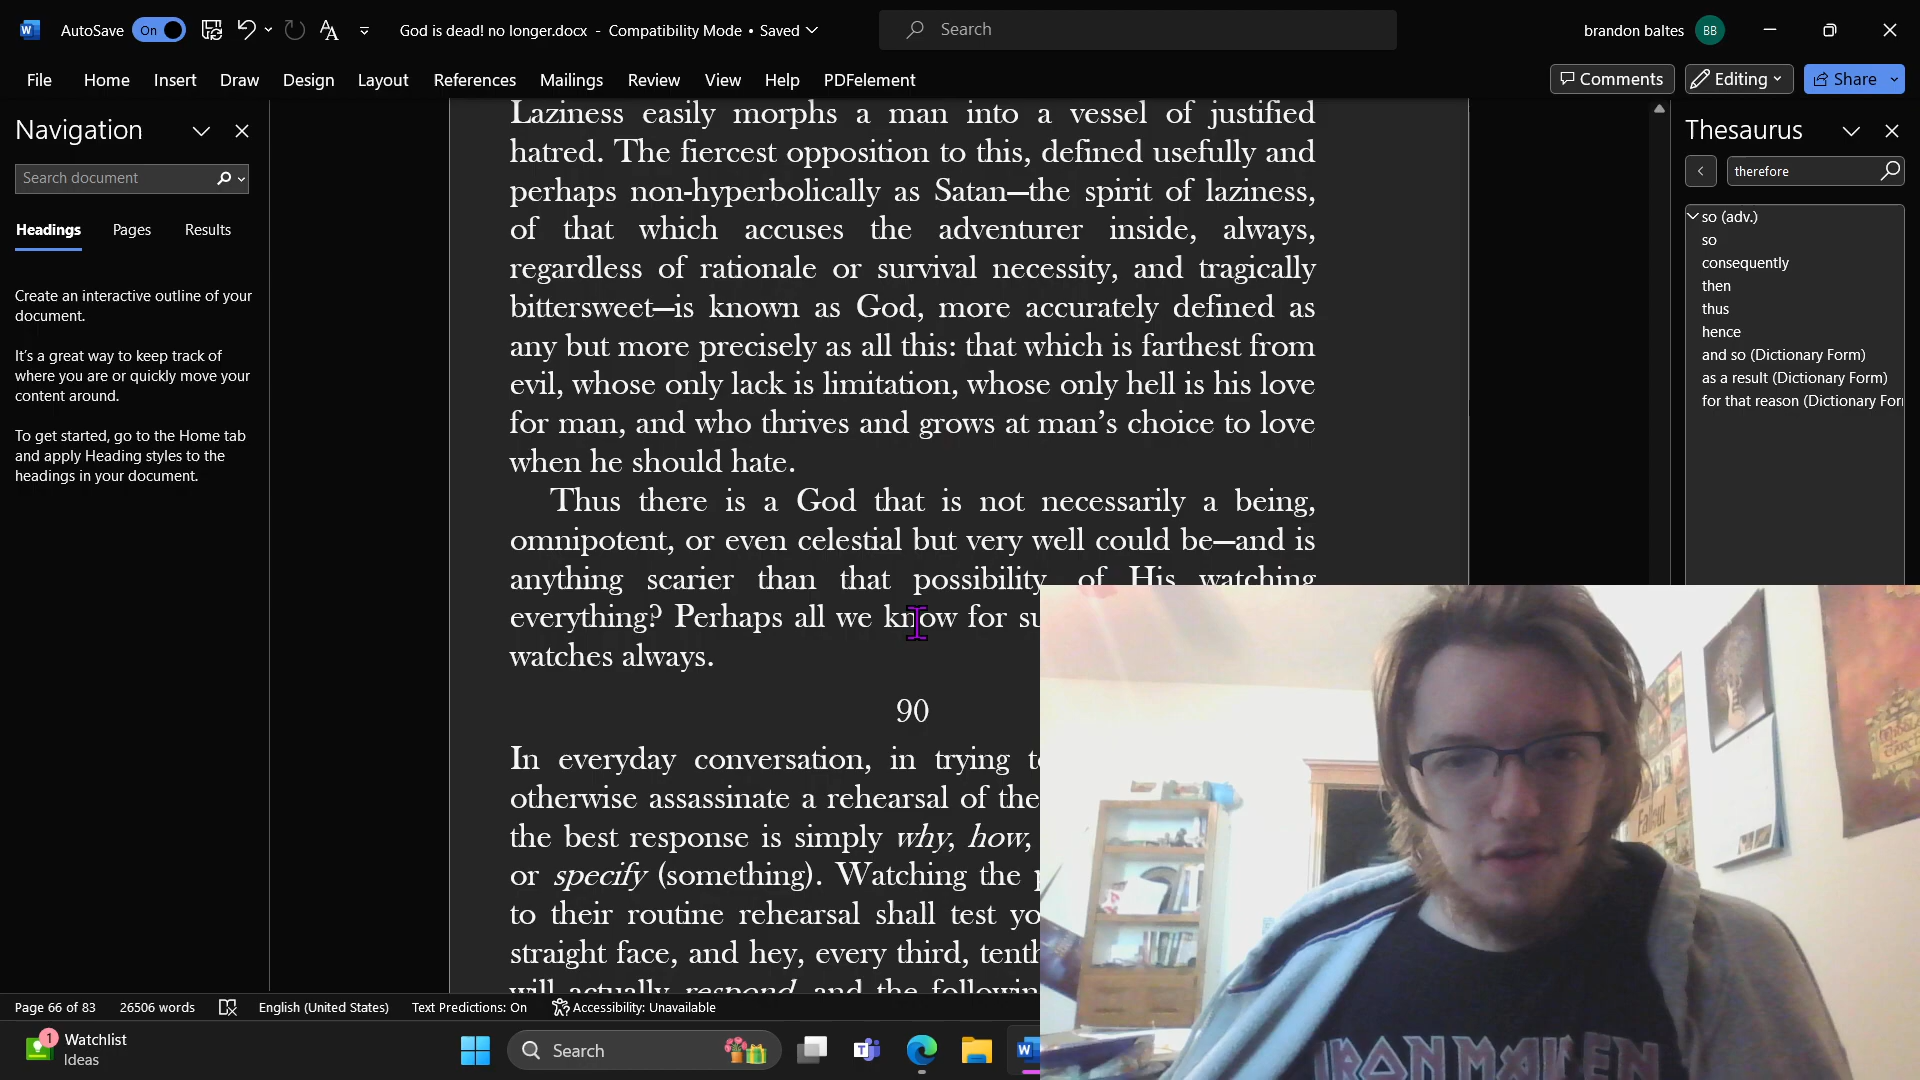 AutoSave On God is dead! no longer.docx - Compatibility Mode • Saved Search brandon baltes BB
File Home Insert Draw Design Layout References Mailings Review View Help PDFelement Comments Editing Share
Navigation
Search document
Headings Pages Results
Create an interactive outline of your
document.
It's a great way to keep track of
where you are or quickly move your
content around.
To get started, go to the Home tab
and apply Heading styles to the
headings in your document.
Laziness easily morphs a man into a vessel of justified
hatred. The fiercest opposition to this, defined usefully and
perhaps non-hyperbolically as Satan—the spirit of laziness,
of that which accuses the adventurer inside, always,
regardless of rationale or survival necessity, and tragically
bittersweet—is known as God, more accurately defined as
any but more precisely as all this: that which is farthest from
evil, whose only lack is limitation, whose only hell is his love
for man, and who thrives and grows at man's choice to love
when he should hate.
Thus there is a God that is not necessarily a being,
omnipotent, or even celestial but very well could be—and is
anything scarier than that possibility, of His watching
everything? Perhaps all we know for
watches always.
90
In everyday conversation, in trying
otherwise assassinate a rehearsal of the
the best response is simply why, how,
or specify (something). Watching the
to their routine rehearsal shall test
straight face, and hey, every third,
will actually respond, and the
Thesaurus
therefore
so (adv.)
so
consequently
then
thus
hence
and so (Dictionary Form)
as a result (Dictionary Form)
for that reason (Dictionary
IRON MAIDEN
Page 66 of 83 26506 words English (United States) Text Predictions: On Accessibility: Unavailable
1 Watchlist
Ideas
Search